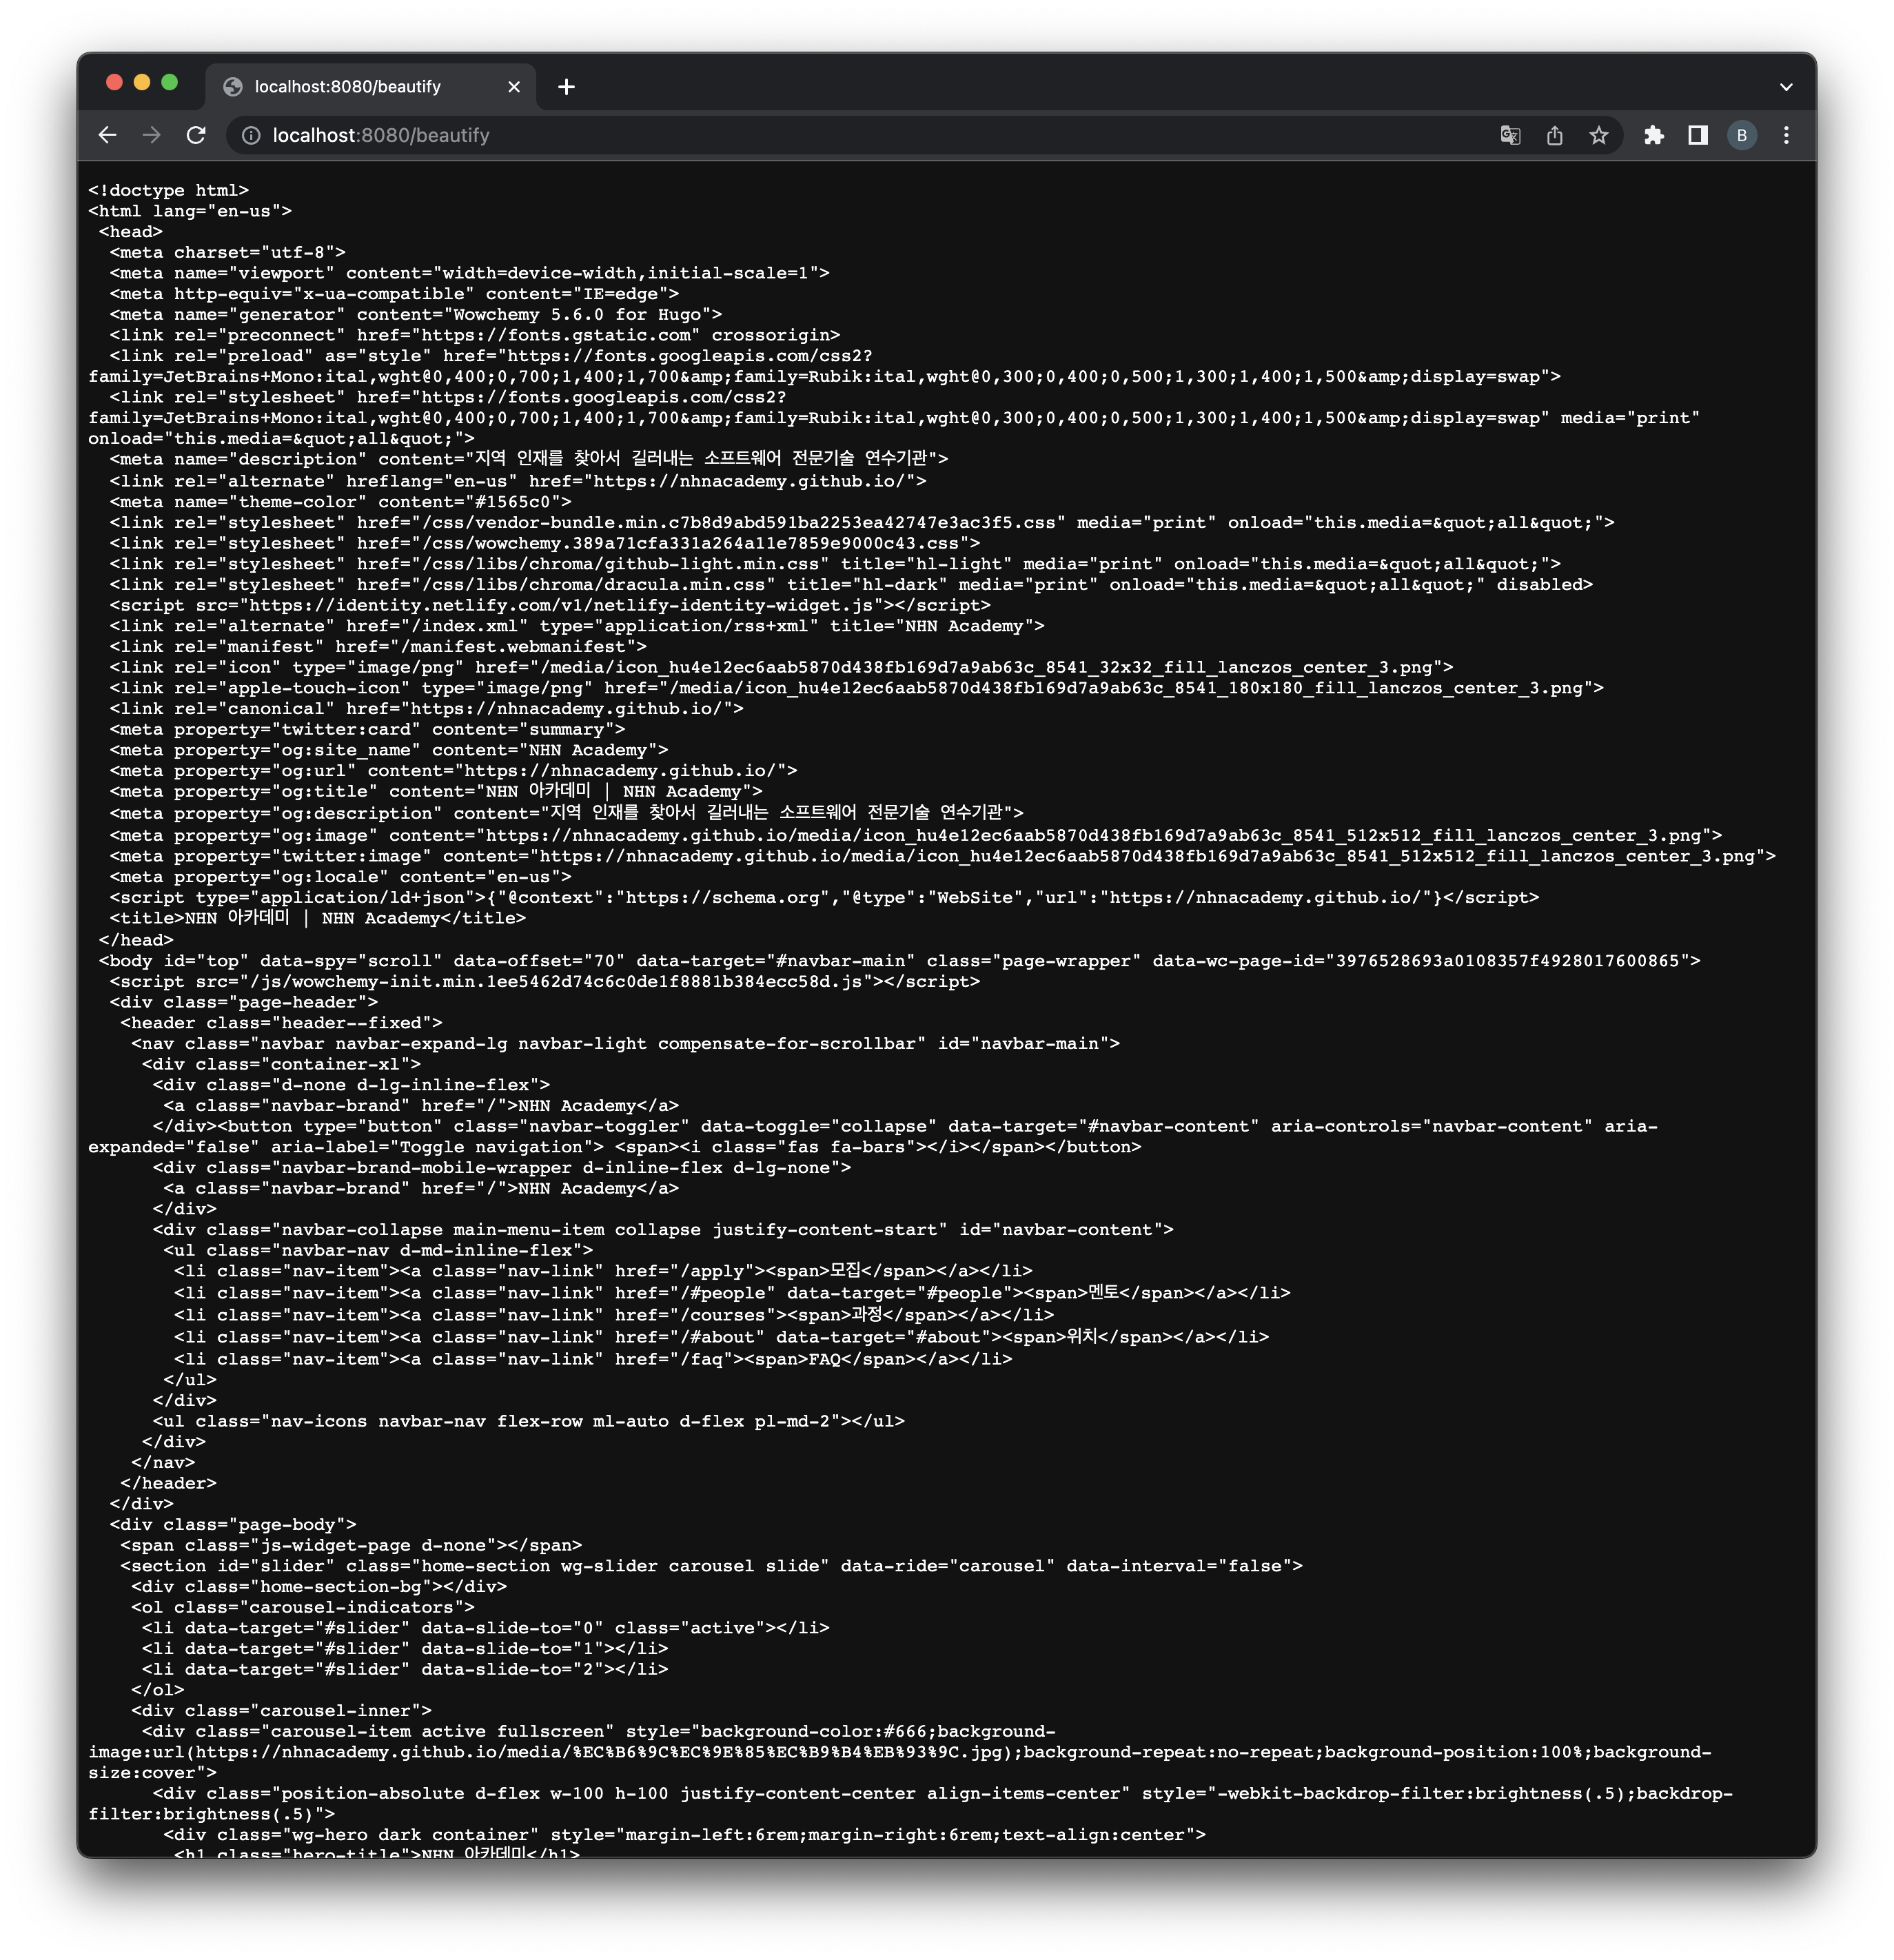 localhost:8080/beautify
localhost:8080/beautify
B
<!doctype html>
<html lang="en-us">
<head>
<meta charset="utf-8">
<meta name="viewport" content="width=device-width,initial-scale=1">
<meta http-equiv="x-ua-compatible" content="IE=edge">
<meta name="generator" content="Wowchemy 5.6.0 for Hugo">
<link rel="preconnect" href="https://fonts.gstatic.com" crossorigin>
<link rel="preload" as="style" href="https://fonts.googleapis.com/css2?
family=JetBrains+Mono:ital,wght@0,400;0,700;1,400;1,700&amp;family=Rubik:ital,wght@0,300;0,400;0,500;1,300;1,400;1,500&amp;display=swap">
<link rel="stylesheet" href="https://fonts.googleapis.com/css2?
family=JetBrains+Mono:ital,wght@0,400;0,700;1,400;1,700&amp;family=Rubik:ital,wght@0,300;0,400;0,500;1,300;1,400;1,500&amp;display=swap" media="print"
onload="this.media=&quot;all&quot;">
<meta name="description" content="지역 인재를 찾아서 길러내는 소프트웨어 전문기술 연수기관">
<link rel="alternate" hreflang="en-us" href="https://nhnacademy.github.io/">
<meta name="theme-color" content="#1565c0">
<link rel="stylesheet" href="/css/vendor-bundle.min.c7b8d9abd591ba2253ea42747e3ac3f5.css" media="print" onload="this.media=&quot;all&quot;">
<link rel="stylesheet" href="/css/wowchemy.389a71cfa331a264a11e7859e9000c43.css">
<link rel="stylesheet" href="/css/libs/chroma/github-light.min.css" title="hl-light" media="print" onload="this.media=&quot;all&quot;">
<link rel="stylesheet" href="/css/libs/chroma/dracula.min.css" title="hl-dark" media="print" onload="this.media=&quot;all&quot;" disabled>
<script src="https://identity.netlify.com/v1/netlify-identity-widget.js"></script>
<link rel="alternate" href="/index.xml" type="application/rss+xml" title="NHN Academy">
<link rel="manifest" href="/manifest.webmanifest">
<link rel="icon" type="image/png" href="/media/icon_hu4e12ec6aab5870d438fb169d7a9ab63c_8541_32x32_fill_lanczos_center_3.png">
<link rel="apple-touch-icon" type="image/png" href="/media/icon_hu4e12ec6aab5870d438fb169d7a9ab63c_8541_180x180_fill_lanczos_center_3.png">
<link rel="canonical" href="https://nhnacademy.github.io/">
<meta property="twitter:card" content="summary">
<meta property="og:site_name" content="NHN Academy">
<meta property="og:url" content="https://nhnacademy.github.io/">
<meta property="og:title" content="NHN 아카데미 | NHN Academy">
<meta property="og:description" content="지역 인재를 찾아서 길러내는 소프트웨어 전문기술 연수기관">
<meta property="og:image" content="https://nhnacademy.github.io/media/icon_hu4e12ec6aab5870d438fb169d7a9ab63c_8541_512x512_fill_lanczos_center_3.png">
<meta property="twitter:image" content="https://nhnacademy.github.io/media/icon_hu4e12ec6aab5870d438fb169d7a9ab63c_8541_512x512_fill_lanczos_center_3.png">
<meta property="og:locale" content="en-us">
<script type="application/ld+json">{"@context":"https://schema.org","@type":"WebSite","url":"https://nhnacademy.github.io/"}</script>
<title>NHN 아카데미 | NHN Academy</title>
</head>
<body id="top" data-spy="scroll" data-offset="70" data-target="#navbar-main" class="page-wrapper" data-wc-page-id="3976528693a0108357f4928017600865">
<script src="/js/wowchemy-init.min.1ee5462d74c6c0de1f8881b384ecc58d.js"></script>
<div class="page-header">
<header class="header--fixed">
<nav class="navbar navbar-expand-lg navbar-light compensate-for-scrollbar" id="navbar-main">
<div class="container-xl">
<div class="d-none d-lg-inline-flex">
<a class="navbar-brand" href="/">NHN Academy</a>
</div><button type="button" class="navbar-toggler" data-toggle="collapse" data-target="#navbar-content" aria-controls="navbar-content" aria-
expanded="false" aria-label="Toggle navigation"> <span><i class="fas fa-bars"></i></span></button>
<div class="navbar-brand-mobile-wrapper d-inline-flex d-lg-none">
<a class="navbar-brand" href="/">NHN Academy</a>
</div>
<div class="navbar-collapse main-menu-item collapse justify-content-start" id="navbar-content">
<ul class="navbar-nav d-md-inline-flex">
<li class="nav-item"><a class="nav-link" href="/apply"><span>모집</span></a></li>
<li class="nav-item"><a class="nav-link" href="/#people" data-target="#people"><span>멘토</span></a></li>
<li class="nav-item"><a class="nav-link" href="/courses"><span>과정</span></a></li>
<li class="nav-item"><a class="nav-link" href="/#about" data-target="#about"><span>위치</span></a></li>
<li class="nav-item"><a class="nav-link" href="/faq"><span>FAQ</span></a></li>
</ul>
</div>
<ul class="nav-icons navbar-nav flex-row ml-auto d-flex pl-md-2"></ul>
</div>
</nav>
</header>
</div>
<div class="page-body">
<span class="js-widget-page d-none"></span>
<section id="slider" class="home-section wg-slider carousel slide" data-ride="carousel" data-interval="false">
<div class="home-section-bg"></div>
<ol class="carousel-indicators">
<li data-target="#slider" data-slide-to="0" class="active"></li>
<li data-target="#slider" data-slide-to="1"></li>
<li data-target="#slider" data-slide-to="2"></li>
</ol>
<div class="carousel-inner">
<div class="carousel-item active fullscreen" style="background-color:#666;background-
image:url(https://nhnacademy.github.io/media/%EC%B6%9C%EC%9E%85%EC%B9%B4%EB%93%9C.jpg);background-repeat:no-repeat;background-position:100%;background-
size:cover">
<div class="position-absolute d-flex w-100 h-100 justify-content-center align-items-center" style="-webkit-backdrop-filter:brightness(.5);backdrop-
filter:brightness(.5)">
<div class="wg-hero dark container" style="margin-left:6rem;margin-right:6rem;text-align:center">
<h1 class="hero-title">NHN 아카데미</h1>